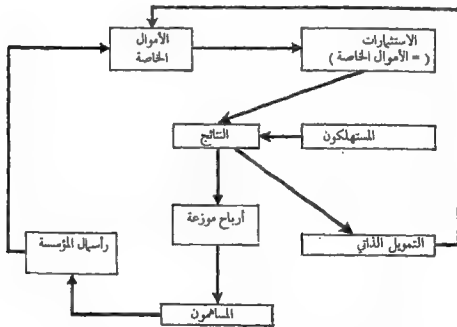 الأموال
الخاصة
الاستثمارات
( = الأموال الخاصة )
النتائج
المستهلكون
أرباح موزعة
رأسمال المؤسسة
التمويل الذاتي
المساهمون